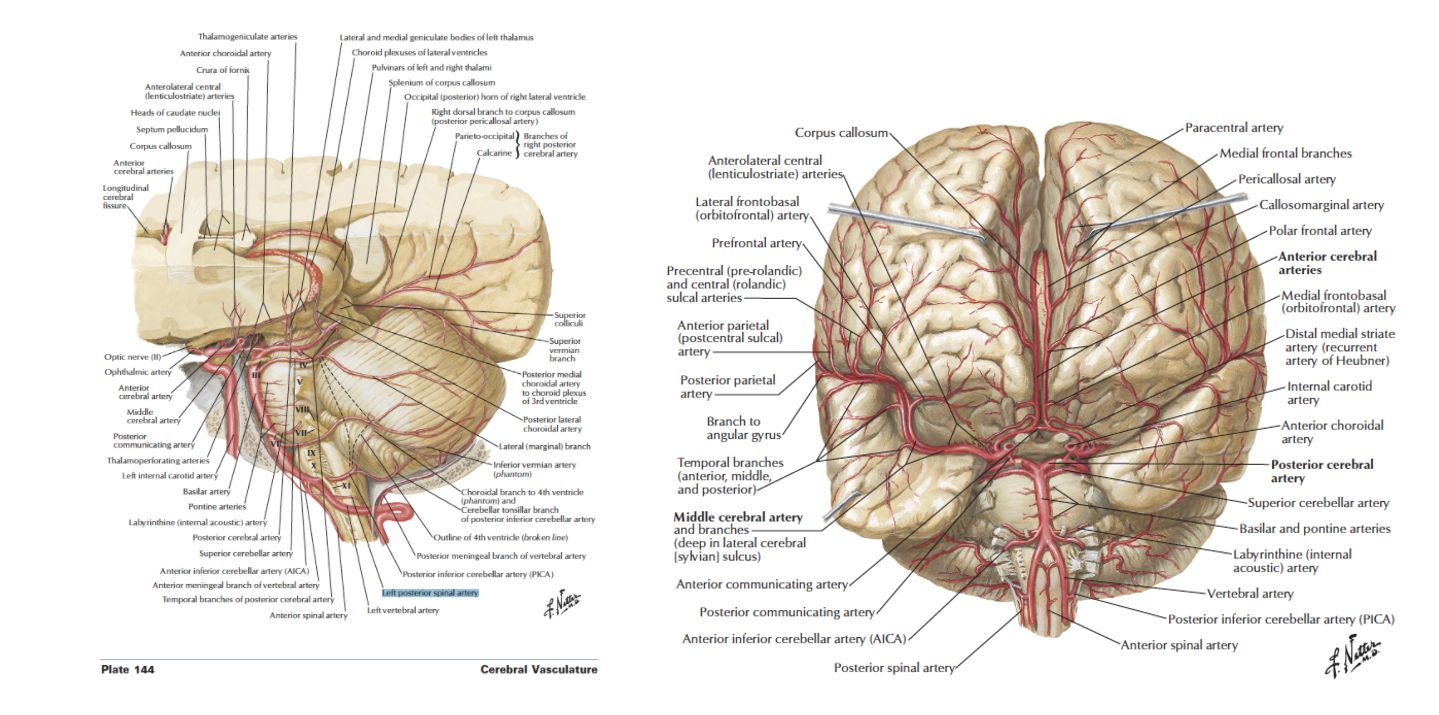 Thalamogeniculate arteries
Anterior choroidal artery
Crura of fornix
Anterolateral central
(lenticulostriate) arteries
Heads of caudate nuclei
Septum pellucidum
Corpus callosum
Anterior
cerebral arteries
Longitudinal
cerebral
fissure
Lateral and medial geniculate bodies of left thalamus
Choroid plexuses of lateral ventricles
Pulvinars of left and right thalami
Splenium of corpus callosum
Occipital (posterior) horn of right lateral ventricle
Right dorsal branch to corpus callosum
(posterior pericallosal artery)
Parieto-occipital
Calcarine
Branches of
right posterior
cerebral artery
Optic nerve (II)
Ophthalmic artery
Anterior
cerebral artery
Middle
cerebral artery
Posterior
communicating artery
Thalamoperforating arteries
Left internal carotid artery
Basilar artery
Pontine arteries
Labyrinthine (internal acoustic) artery
Posterior cerebral artery
Superior cerebellar artery
Anterior inferior cerebellar artery (AICA)
Anterior meningeal branch of vertebral artery
Temporal branches of posterior cerebral artery
Anterior spinal artery
III
IV
V
VIII
VII
VI
IX
X
XI
Superior
colliculi
Superior
vermian
branch
Posterior medial
choroidal artery
to choroid plexus
of 3rd ventricle
Posterior lateral
choroidal artery
Lateral (marginal) branch
Inferior vermian artery
(phantom)
Choroidal branch to 4th ventricle
(phantom) and
Cerebellar tonsillar branch
of posterior inferior cerebellar artery
Outline of 4th ventricle (broken line)
Posterior meningeal branch of vertebral artery
Posterior inferior cerebellar artery (PICA)
Left posterior spinal artery
Left vertebral artery
F. Netter
M.D.
Plate 144
Cerebral Vasculature
Corpus callosum
Anterolateral central
(lenticulostriate) arteries
Lateral frontobasal
(orbitofrontal) artery
Prefrontal artery
Precentral (pre-rolandic)
and central (rolandic)
sulcal arteries
Anterior parietal
(postcentral sulcal)
artery
Posterior parietal
artery
Branch to
angular gyrus
Temporal branches
(anterior, middle,
and posterior)
Middle cerebral artery
and branches
(deep in lateral cerebral
[sylvian] sulcus)
Anterior communicating artery
Posterior communicating artery
Anterior inferior cerebellar artery (AICA)
Posterior spinal artery
Paracentral artery
Medial frontal branches
Pericallosal artery
Callosomarginal artery
Polar frontal artery
Anterior cerebral
arteries
Medial frontobasal
(orbitofrontal) artery
Distal medial striate
artery (recurrent
artery of Heubner)
Internal carotid
artery
Anterior choroidal
artery
Posterior cerebral
artery
Superior cerebellar artery
Basilar and pontine arteries
Labyrinthine (internal
acoustic) artery
Vertebral artery
Posterior inferior cerebellar artery (PICA)
Anterior spinal artery
F. Netter
M.D.